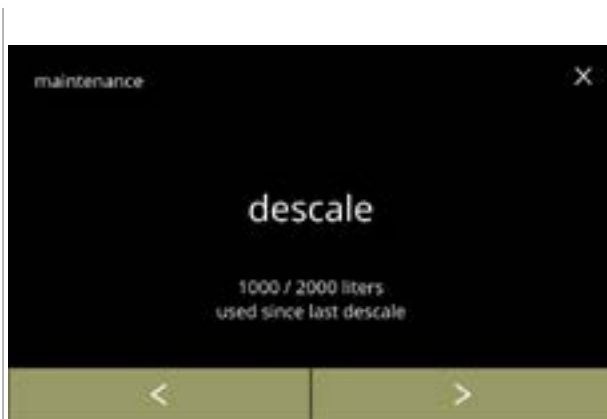 maintenance
X
descale
1000 / 2000 liters
used since last descale
< >